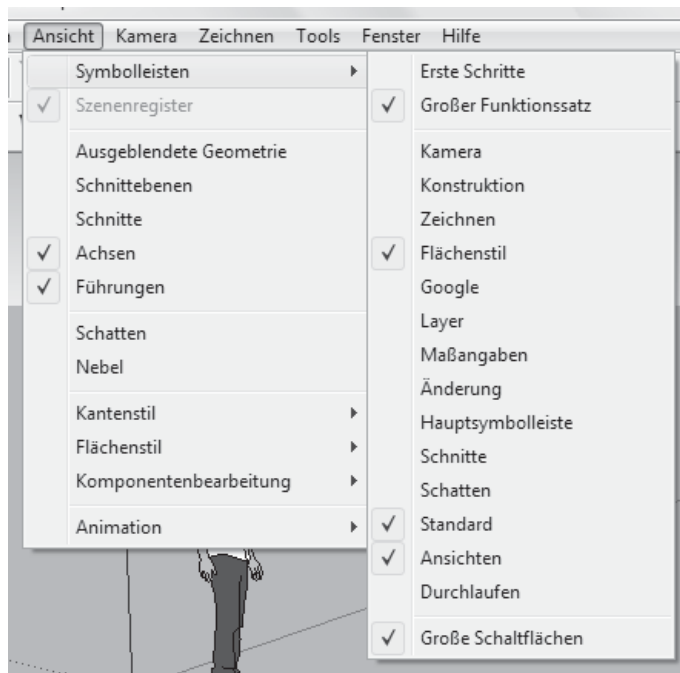 Ansicht Kamera Zeichnen Tools Fenster Hilfe
Symbolleisten
Szenenregister
Ausgeblendete Geometrie
Schnittebenen
Schnitte
Achsen
Führungen
Schatten
Nebel
Kantenstil
Flächenstil
Komponentenbearbeitung
Animation
Erste Schritte
Großer Funktionssatz
Kamera
Konstruktion
Zeichnen
Flächenstil
Google
Layer
Maßangaben
Änderung
Hauptsymbolleiste
Schnitte
Schatten
Standard
Ansichten
Durchlaufen
Große Schaltflächen